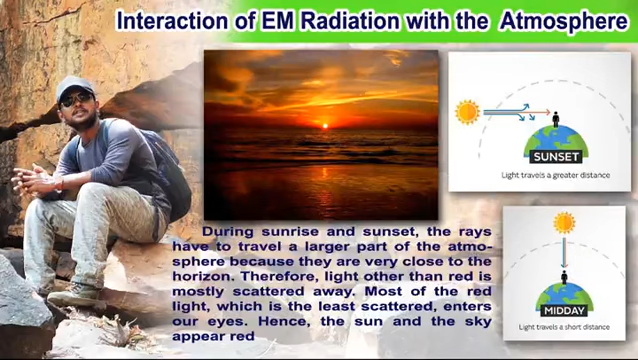 Interaction of EM Radiation with the Atmosphere
SUNSET
Light travels a greater distance
During sunrise and sunset, the rays
have to travel a larger part of the atmo-
sphere because they are very close to the
horizon. Therefore, light other than red is
mostly scattered away. Most of the red
light, which is the least scattered, enters
our eyes. Hence, the sun and the sky
appear red
MIDDAY
Light travels a short distance